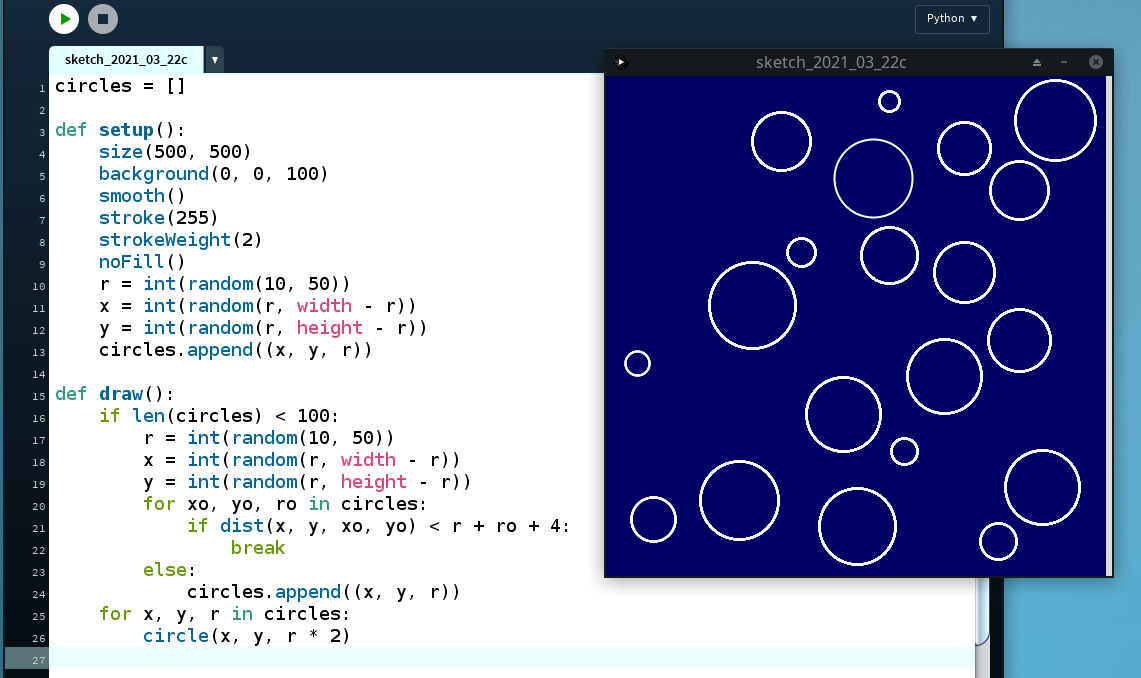 Python ▼
sketch_2021_03_22c ▼
sketch_2021_03_22c
1 circles = []
2
3 def setup():
4     size(500, 500)
5     background(0, 0, 100)
6     smooth()
7     stroke(255)
8     strokeWeight(2)
9     noFill()
10     r = int(random(10, 50))
11     x = int(random(r, width - r))
12     y = int(random(r, height - r))
13     circles.append((x, y, r))
14
15 def draw():
16     if len(circles) < 100:
17         r = int(random(10, 50))
18         x = int(random(r, width - r))
19         y = int(random(r, height - r))
20         for xo, yo, ro in circles:
21             if dist(x, y, xo, yo) < r + ro + 4:
22                 break
23         else:
24             circles.append((x, y, r))
25     for x, y, r in circles:
26         circle(x, y, r * 2)
27